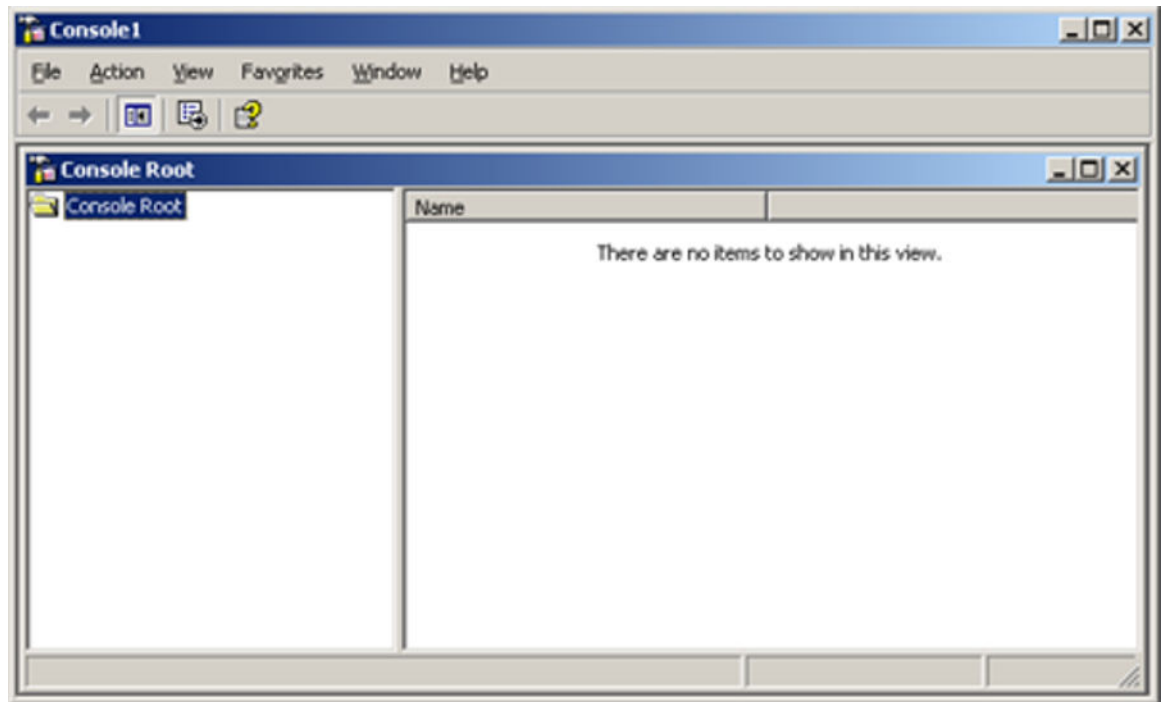 Console1
File Action View Favorites Window Help
Console Root
Console Root
Name
There are no items to show in this view.